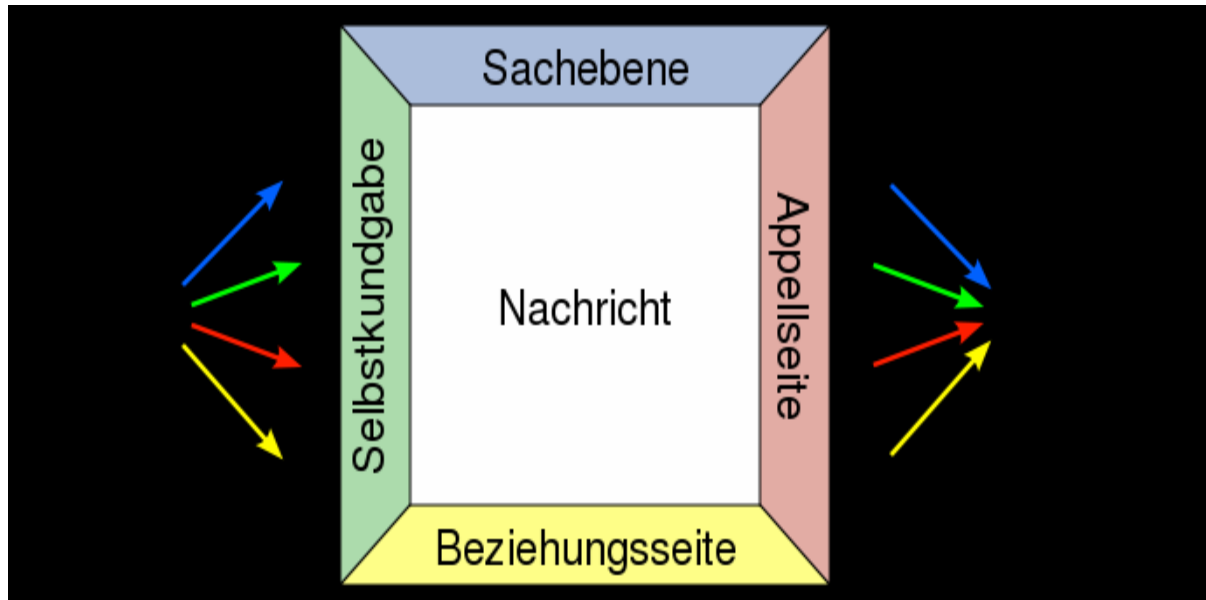 Sachebene
Selbstkundgabe
Nachricht
Appellseite
Beziehungsseite